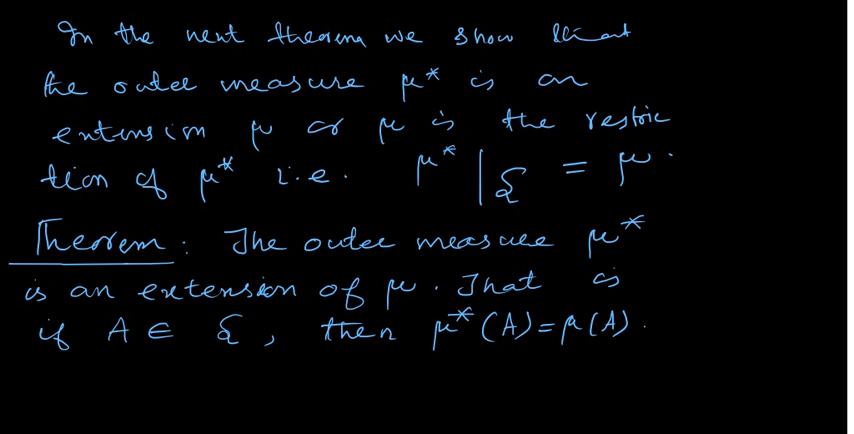 In the next theorem we show that
the outer measure μ* is an
extension μ or μ is the restric
tion of μ* i.e. μ*|𝒮 = μ.
Theorem: The outer measure μ*
is an extension of μ. That is
if A ∈ 𝒮, then μ*(A) = μ(A).